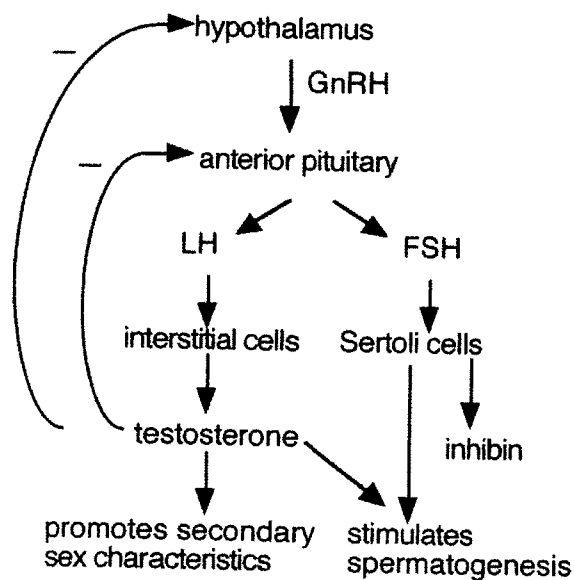 hypothalamus
–
GnRH
–
anterior pituitary
LH
FSH
interstitial cells
Sertoli cells
testosterone
inhibin
promotes secondary
sex characteristics
stimulates
spermatogenesis